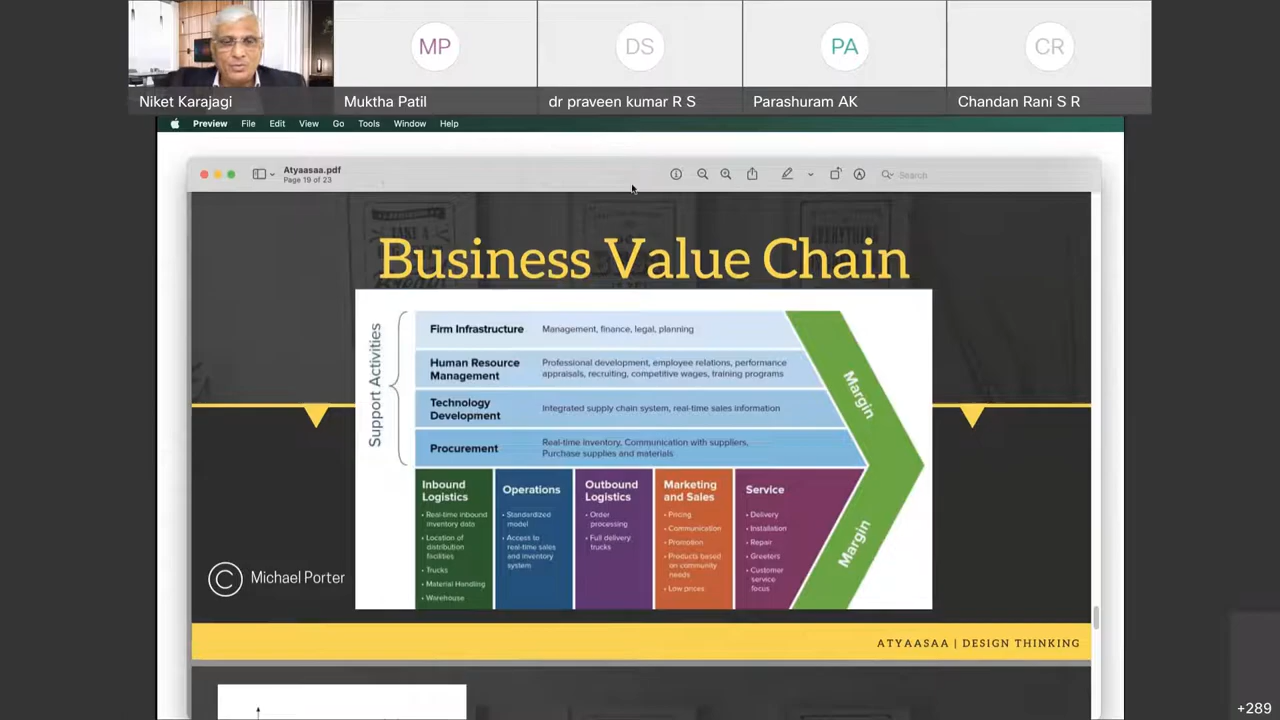 MP
DS
PA
CR
Niket Karajagi
Muktha Patil
dr praveen kumar R S
Parashuram AK
Chandan Rani S R
Preview File Edit View Go Tools Window Help
Atyaasaa.pdf
Page 19 of 23
Search
Business Value Chain
Support Activities
Firm Infrastructure
Management, finance, legal, planning
Human Resource
Management
Professional development, employee relations, performance
appraisals, recruiting, competitive wages, training programs
Technology
Development
Integrated supply chain system, real-time sales information
Procurement
Real-time inventory, Communication with suppliers,
Purchase supplies and materials
Margin
Margin
Inbound
Logistics
• Real-time inbound
inventory data
• Location of
distribution
facilities
• Trucks
• Material Handling
• Warehouse
Operations
• Standardized
model
• Access to
real-time sales
and inventory
system
Outbound
Logistics
• Order
processing
• Full delivery
trucks
Marketing
and Sales
• Pricing
• Communication
• Promotion
• Products based
on community
needs
• Low prices
Service
• Delivery
• Installation
• Repair
• Greeters
• Customer
service
focus
© Michael Porter
ATYAASAA | DESIGN THINKING
+289